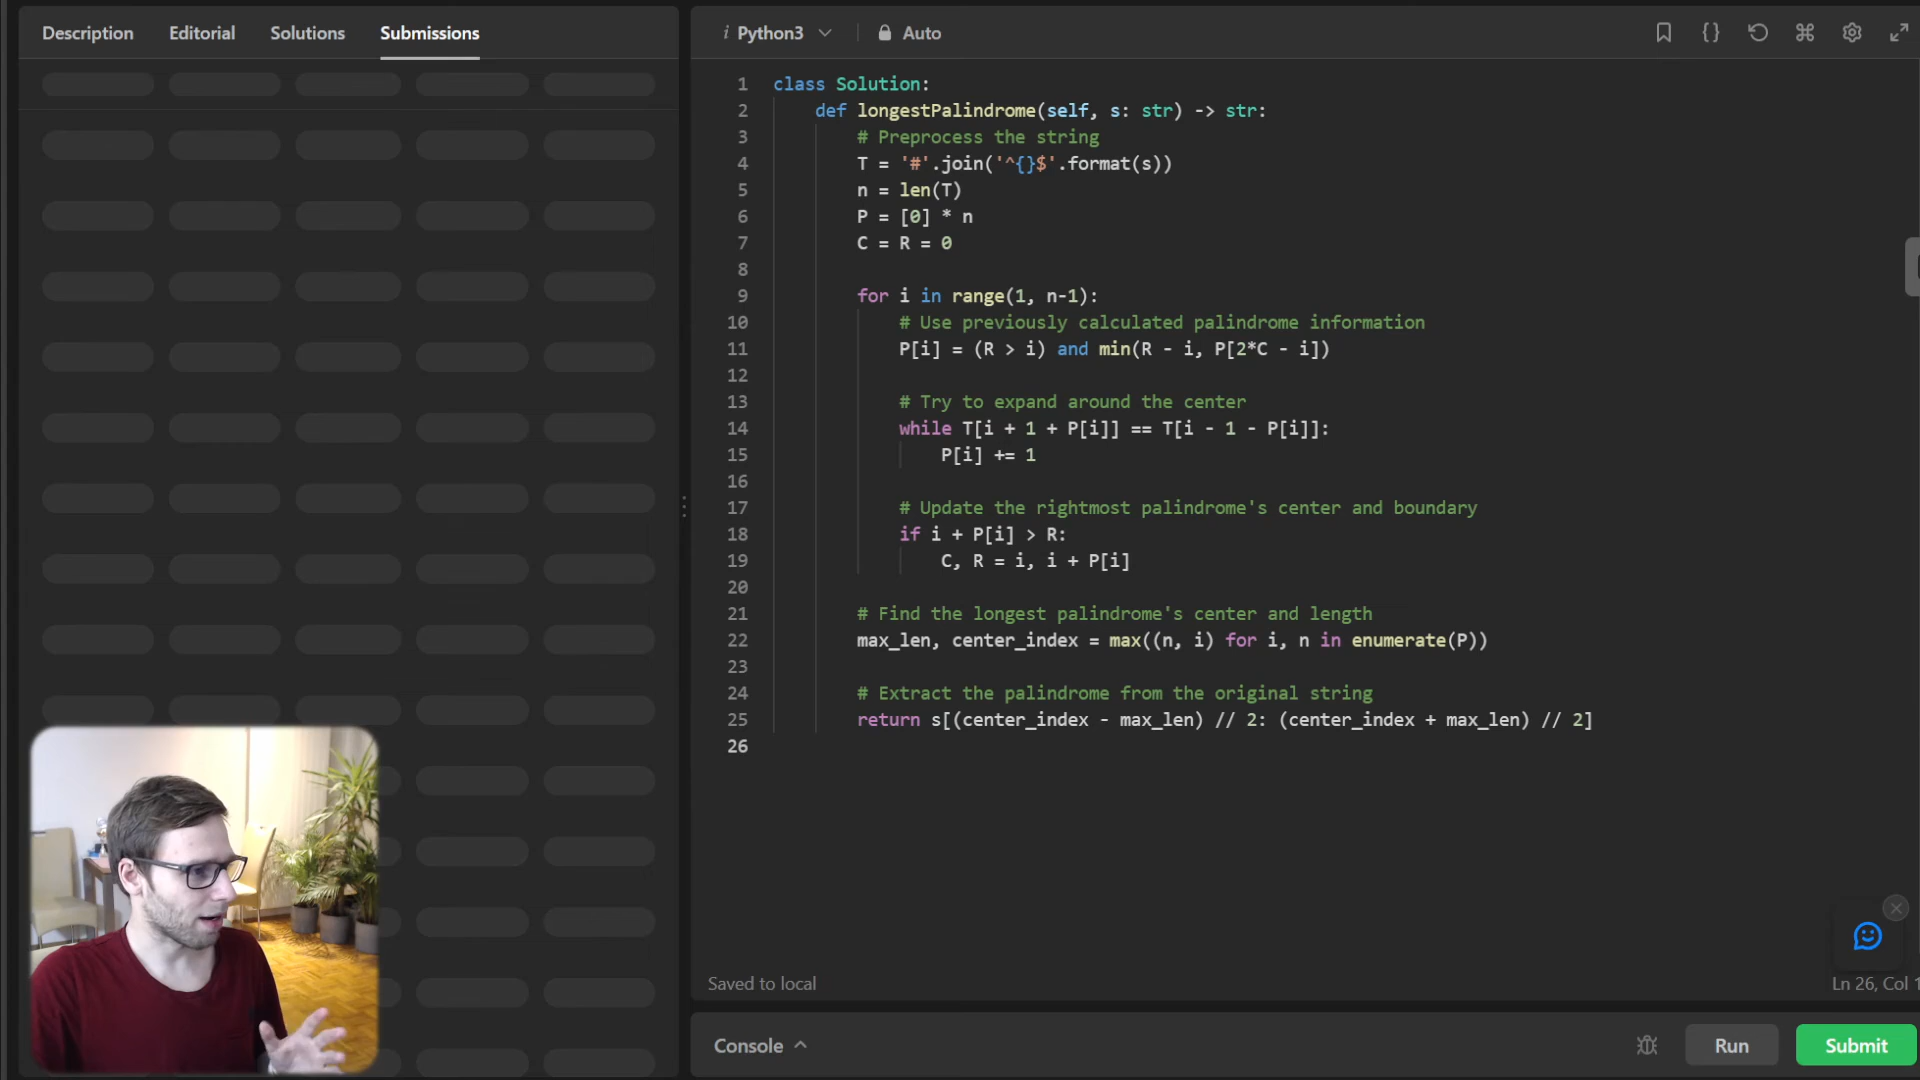 Description Editorial Solutions Submissions
i Python3 Auto
1 class Solution:
2 def longestPalindrome(self, s: str) -> str:
3 # Preprocess the string
4 T = '#'.join('^{}$'.format(s))
5 n = len(T)
6 P = [0] * n
7 C = R = 0
8
9 for i in range(1, n-1):
10 # Use previously calculated palindrome information
11 P[i] = (R > i) and min(R - i, P[2*C - i])
12
13 # Try to expand around the center
14 while T[i + 1 + P[i]] == T[i - 1 - P[i]]:
15 P[i] += 1
16
17 # Update the rightmost palindrome's center and boundary
18 if i + P[i] > R:
19 C, R = i, i + P[i]
20
21 # Find the longest palindrome's center and length
22 max_len, center_index = max((n, i) for i, n in enumerate(P))
23
24 # Extract the palindrome from the original string
25 return s[(center_index - max_len) // 2: (center_index + max_len) // 2]
26
Saved to local Ln 26, Col 1
Console Run Submit